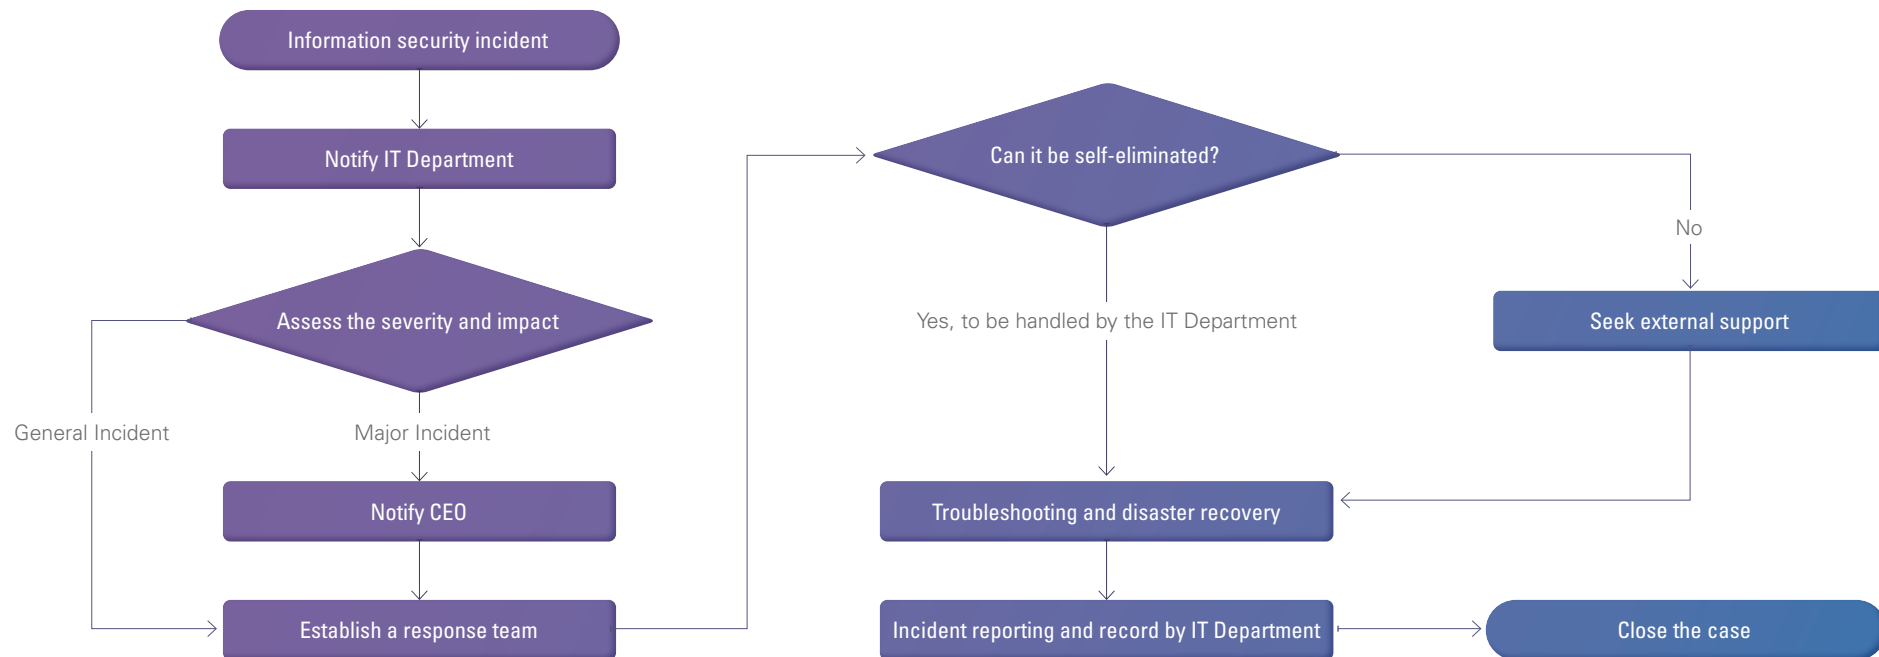 Information security incident
Notify IT Department
Assess the severity and impact
General Incident
Major Incident
Notify CEO
Establish a response team
Can it be self-eliminated?
No
Yes, to be handled by the IT Department
Seek external support
Troubleshooting and disaster recovery
Incident reporting and record by IT Department
Close the case